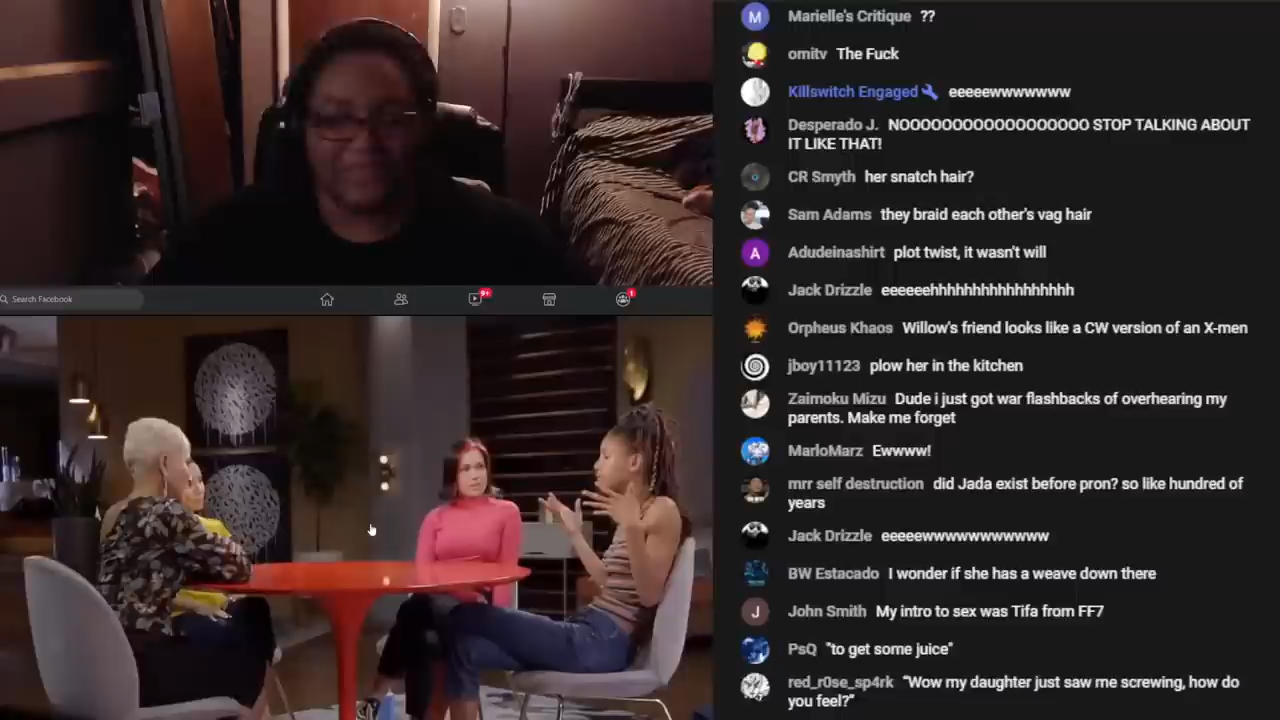 Search Facebook
9+
1
M Marielle's Critique ??
omitv The Fuck
Killswitch Engaged eeeeewwwwwww
Desperado J. NOOOOOOOOOOOOOOOOOO STOP TALKING ABOUT
IT LIKE THAT!
CR Smyth her snatch hair?
Sam Adams they braid each other's vag hair
A Adudeinashirt plot twist, it wasn't will
Jack Drizzle eeeeeehhhhhhhhhhhhhhhhh
Orpheus Khaos Willow's friend looks like a CW version of an X-men
jboy11123 plow her in the kitchen
Zaimoku Mizu Dude i just got war flashbacks of overhearing my
parents. Make me forget
MarloMarz Ewwww!
mrr self destruction did Jada exist before pron? so like hundred of
years
Jack Drizzle eeeeewwwwwwwwwwww
BW Estacado I wonder if she has a weave down there
J John Smith My intro to sex was Tifa from FF7
PsQ "to get some juice"
red_r0se_sp4rk “Wow my daughter just saw me screwing, how do
you feel?”